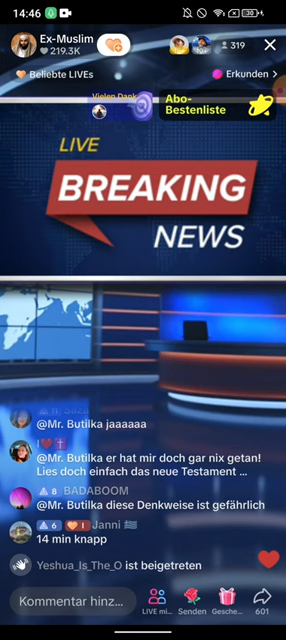 14:46
Ex-Muslim
219.3K
319
Beliebte LIVEs
Erkunden >
Vielen Dank
Abo-
Bestenliste
LIVE
BREAKING
NEWS
@Mr. Butilka jaaaaaa
@Mr. Butilka er hat mir doch gar nix getan!
Lies doch einfach das neue Testament ...
8 BADABOOM
@Mr. Butilka diese Denkweise ist gefährlich
6 I Janni
14 min knapp
Yeshua_Is_The_O ist beigetreten
Kommentar hinz...
LIVE mi...
Senden
Gesche...
601